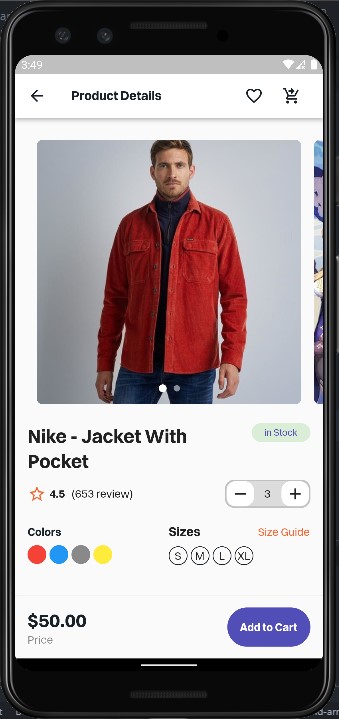 3:49
Product Details
Nike - Jacket With
Pocket
in Stock
4.5 (653 review)
3
Colors
Sizes
Size Guide
S M L XL
$50.00
Price
Add to Cart